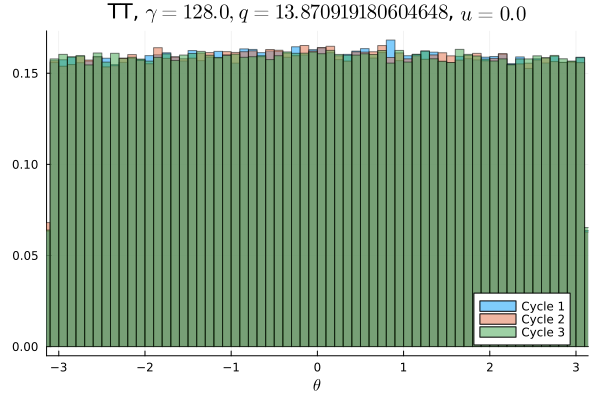 TT, γ = 128.0, q = 13.870919180604648, u = 0.0
0.15
0.10
0.05
0.00
−3 −2 −1 0 1 2 3
θ
Cycle 1
Cycle 2
Cycle 3